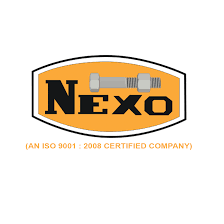 NEXO
(AN ISO 9001 : 2008 CERTIFIED COMPANY)